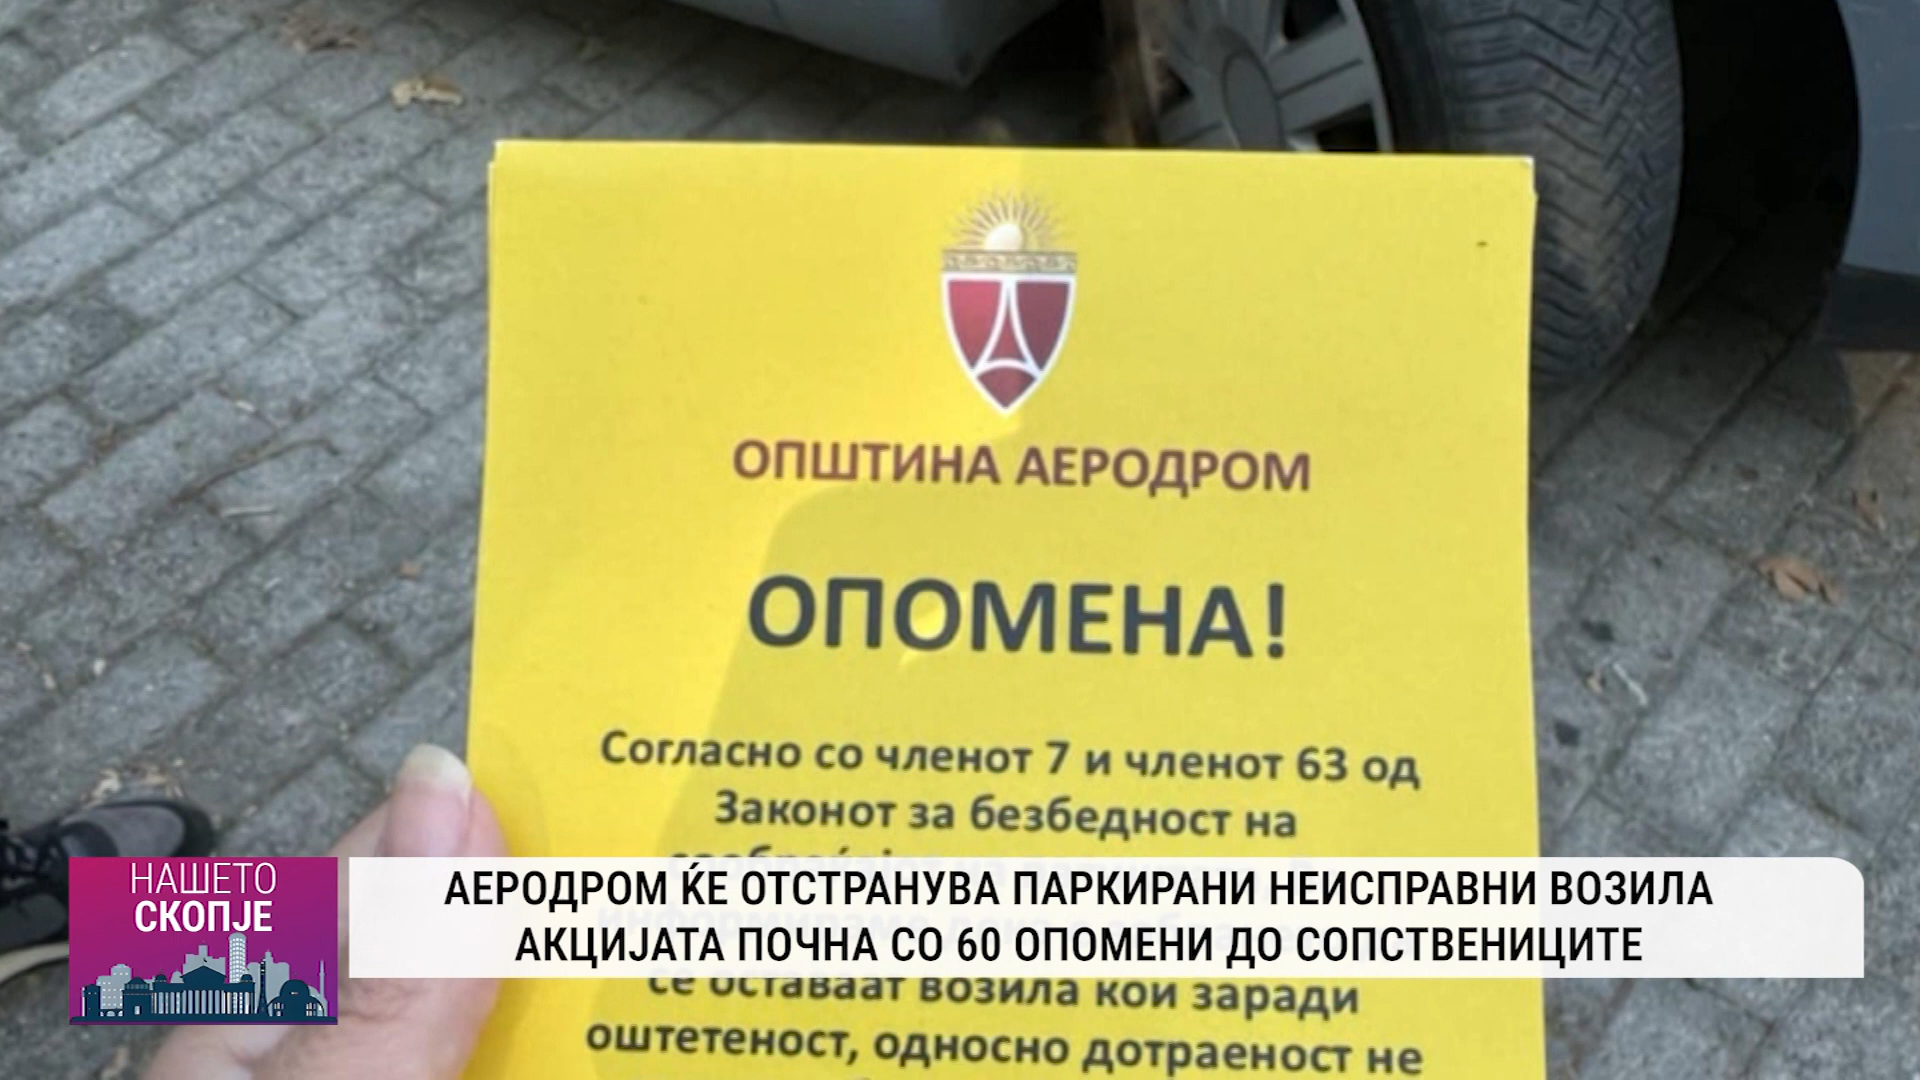 ОПШТИНА АЕРОДРОМ
ОПОМЕНА!
Согласно со членот 7 и членот 63 од
Законот за безбедност на
се оставаат возила кои заради
оштетеност, односно дотраеност не
НАШЕТО
СКОПЈЕ
АЕРОДРОМ ЌЕ ОТСТРАНУВА ПАРКИРАНИ НЕИСПРАВНИ ВОЗИЛА
АКЦИЈАТА ПОЧНА СО 60 ОПОМЕНИ ДО СОПСТВЕНИЦИТЕ